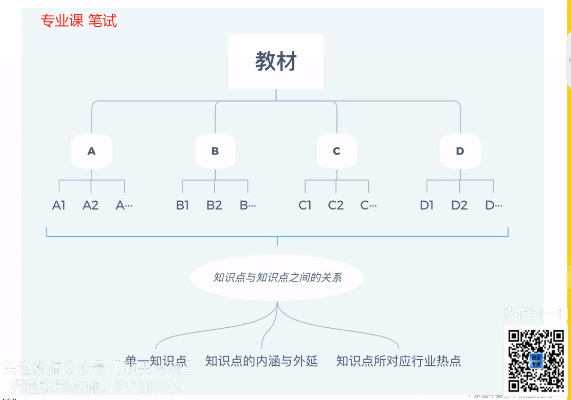 专业课 笔试
教材
A B C D
A1 A2 A··· B1 B2 B··· C1 C2 C··· D1 D2 D···
知识点与知识点之间的关系
单一知识点 知识点的内涵与外延 知识点所对应行业热点